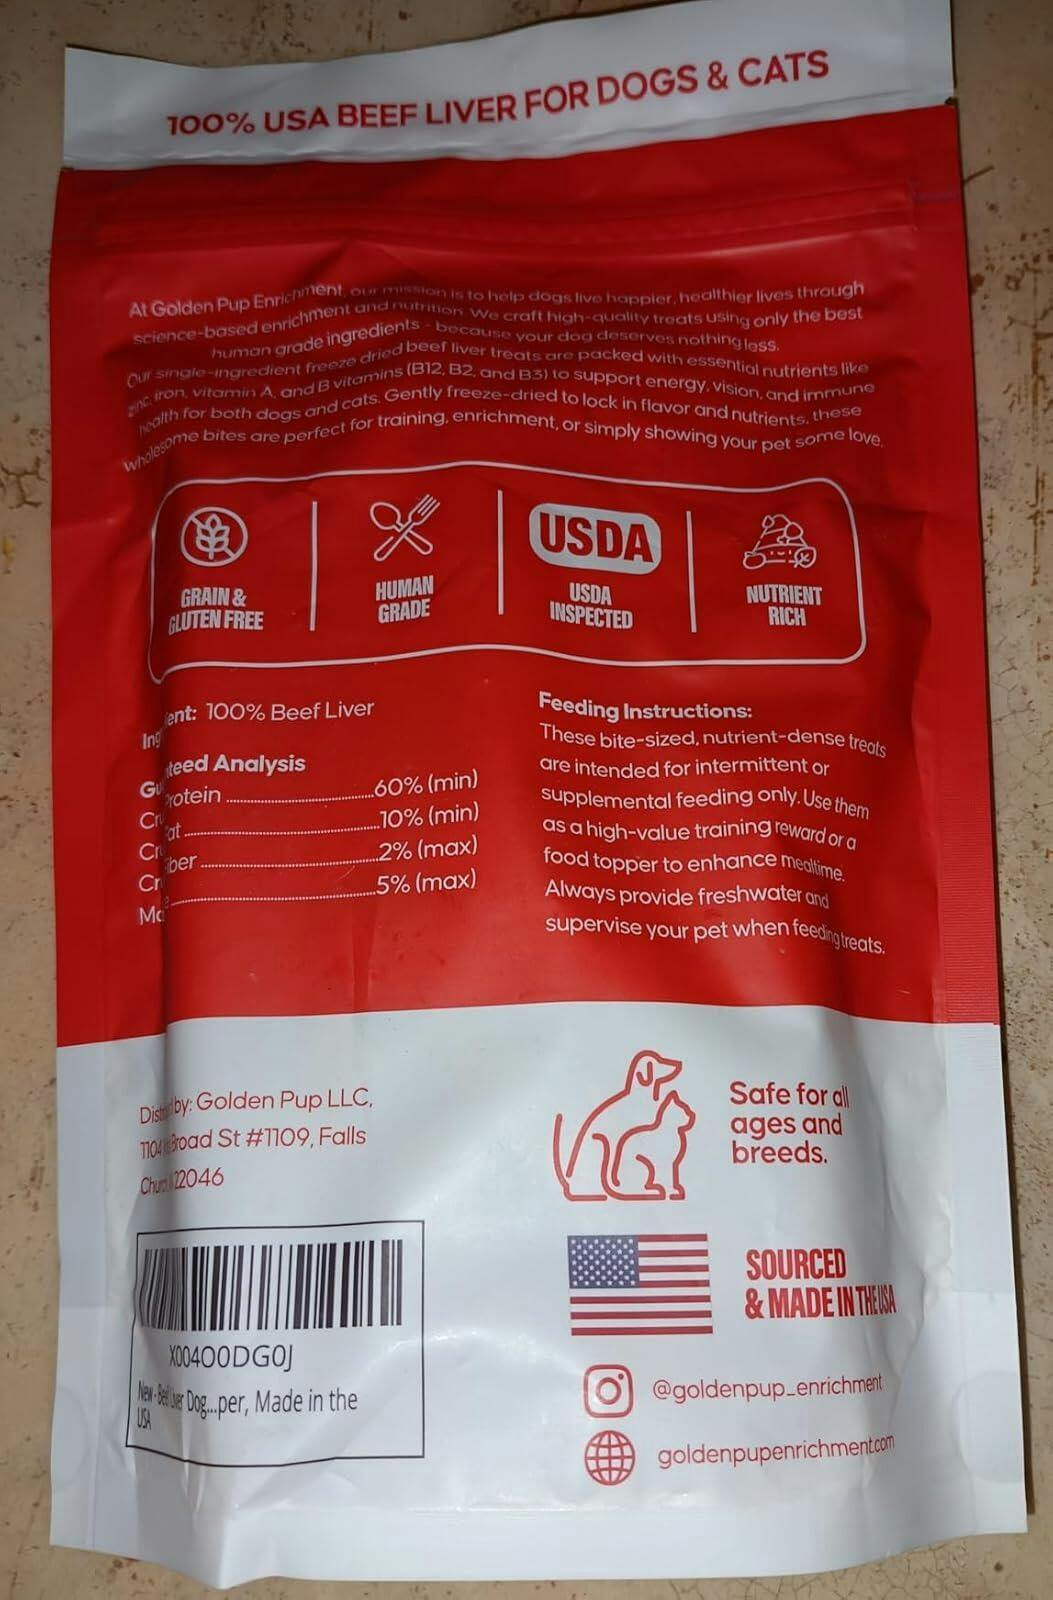 100% USA BEEF LIVER FOR DOGS & CATS
At Golden Pup Enrichment, our mission is to help dogs live happier, healthier lives through
science-based enrichment and nutrition We craft high-quality treats using only the best
human grade ingredients - because your dog deserves nothing less.
Our single-ingredient freeze dried beef liver treats are packed with essential nutrients like
zinc, iron, vitamin A, and B vitamins (B12, B2, and B3) to support energy, vision, and immune
health for both dogs and cats. Gently freeze-dried to lock in flavor and nutrients, these
wholesome bites are perfect for training, enrichment, or simply showing your pet some love.
GRAIN &
GLUTEN FREE
HUMAN
GRADE
USDA
USDA
INSPECTED
NUTRIENT
RICH
100% Beef Liver
Analysis
Protein 60% (min)
10% (min)
2% (max)
5% (max)
Feeding Instructions:
These bite-sized, nutrient-dense treats
are intended for intermittent or
supplemental feeding only. Use them
as a high-value training reward or a
food topper to enhance mealtime.
Always provide freshwater and
supervise your pet when feeding treats.
by: Golden Pup LLC,
1104 Broad St #1109, Falls
22046
X004O0DG0J
New - Liver Dog...per, Made in the
USA
Safe for all
ages and
breeds.
SOURCED
& MADE IN THE USA
@goldenpup_enrichment
goldenpupenrichment.com